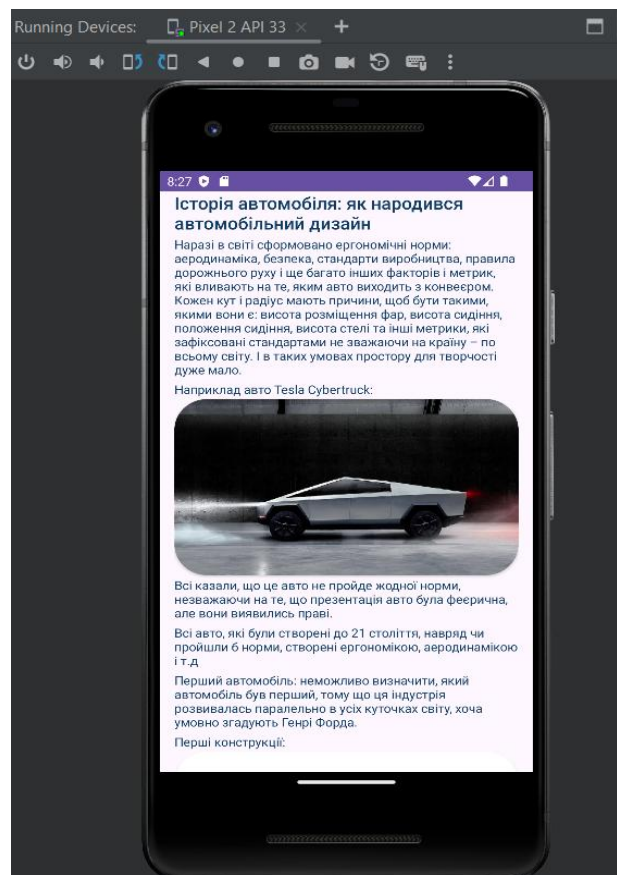 Running Devices: Pixel 2 API 33
8:27
Історія автомобіля: як народився
автомобільний дизайн
Наразі в світі сформовано ергономічні норми:
аеродинаміка, безпека, стандарти виробництва, правила
дорожнього руху і ще багато інших факторів і метрик,
які вливають на те, яким авто виходить з конвеєром.
Кожен кут і радіус мають причини, щоб бути такими,
якими вони є: висота розміщення фар, висота сидіння,
положення сидіння, висота стелі та інші метрики, які
зафіксовані стандартами не зважаючи на країну – по
всьому світу. І в таких умовах простору для творчості
дуже мало.
Наприклад авто Tesla Cybertruck:
Всі казали, що це авто не пройде жодної норми,
незважаючи на те, що презентація авто була феєрична,
але вони виявились праві.
Всі авто, які були створені до 21 століття, навряд чи
пройшли б норми, створені ергономікою, аеродинамікою
і т.д
Перший автомобіль: неможливо визначити, який
автомобіль був перший, тому що ця індустрія
розвивалась паралельно в усіх куточках світу, хоча
умовно згадують Генрі Форда.
Перші конструкції: